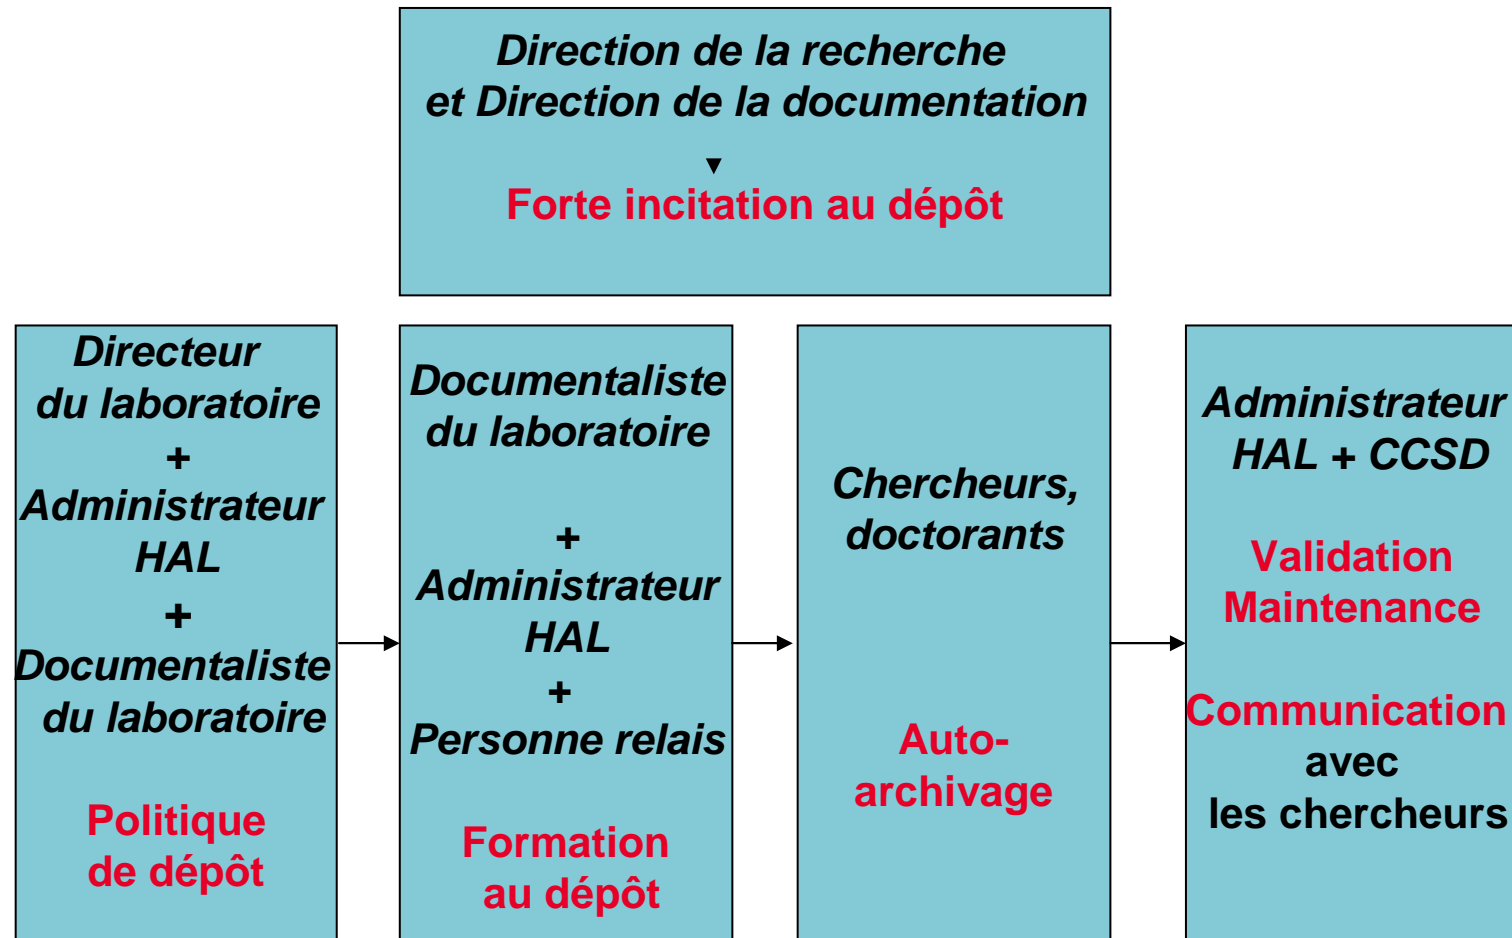 Direction de la recherche
et Direction de la documentation
Forte incitation au dépôt
Directeur
du laboratoire
+
Administrateur
HAL
+
Documentaliste
du laboratoire
Politique
de dépôt
Documentaliste
du laboratoire
+
Administrateur
HAL
+
Personne relais
Formation
au dépôt
Chercheurs,
doctorants
Auto-
archivage
Administrateur
HAL + CCSD
Validation
Maintenance
Communication
avec
les chercheurs